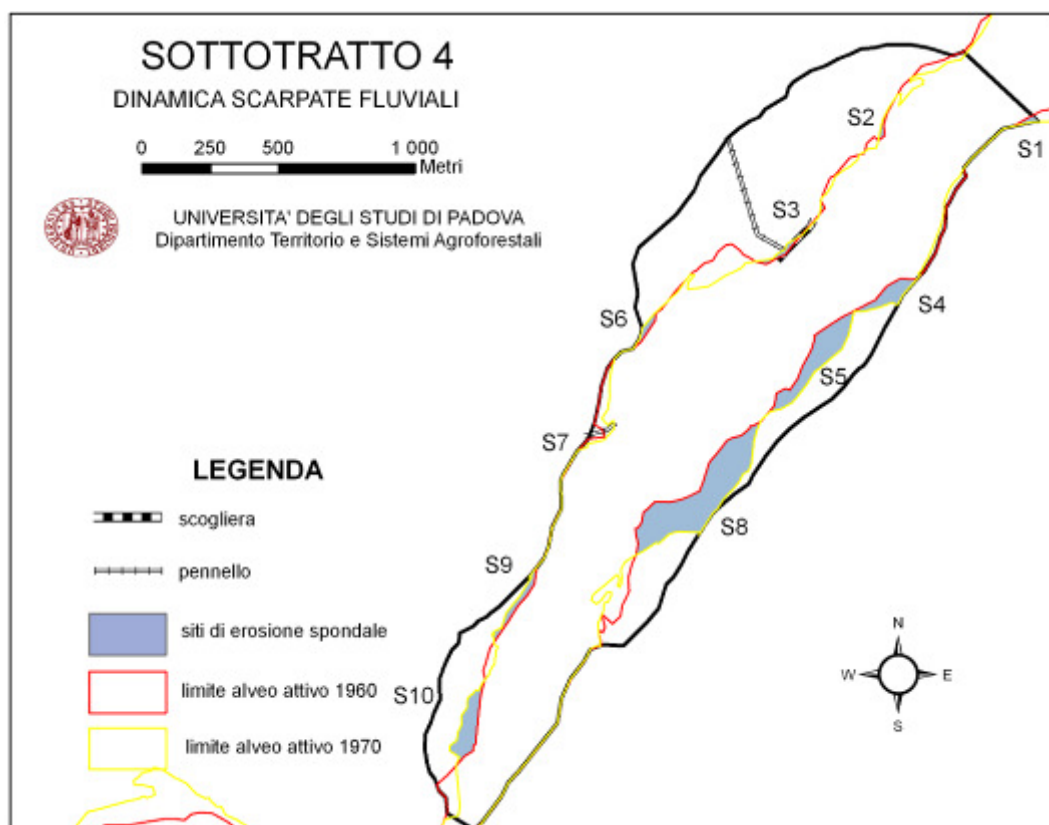 SOTTOTRATTO 4
DINAMICA SCARPATE FLUVIALI
0 250 500 1 000
Metri
UNIVERSITA' DEGLI STUDI DI PADOVA
Dipartimento Territorio e Sistemi Agroforestali
S2
S1
S3
S4
S6
S5
S7
S8
S9
S10
LEGENDA
scogliera
pennello
siti di erosione spondale
limite alveo attivo 1960
limite alveo attivo 1970
N
W E
S